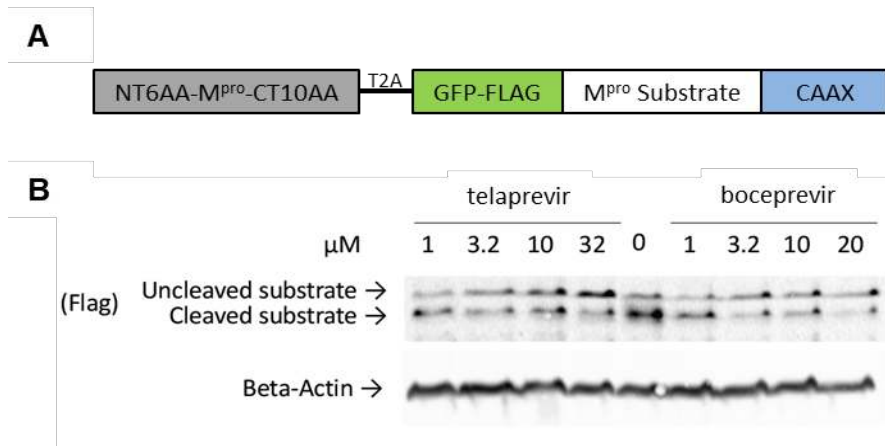 A
NT6AA-Mᵖʳᵒ-CT10AA T2A GFP-FLAG Mᵖʳᵒ Substrate CAAX
B
telaprevir boceprevir
µM 1 3.2 10 32 0 1 3.2 10 20
Uncleaved substrate →
(Flag)
Cleaved substrate →
Beta-Actin →